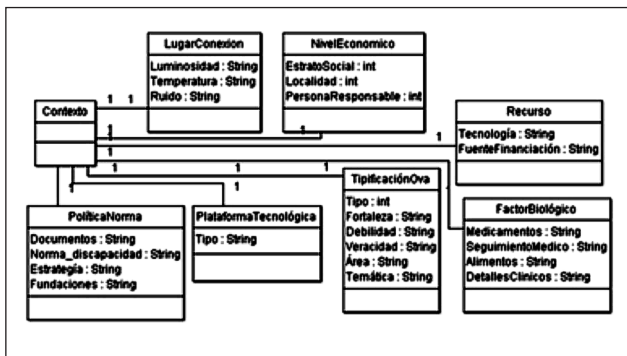 LugarConexion
Luminosidad : String
Temperatura : String
Ruido : String
NivelEconomico
EstratoSocial : int
Localidad : int
PersonaResponsable : int
Contexto
1
1
1
1
1
1
1
1
Recurso
Tecnología : String
FuenteFinanciación : String
1
1
1
1
1
1
PolíticaNorma
Documentos : String
Norma_discapacidad : String
Estrategía : String
Fundaciones : String
PlataformaTecnológica
Tipo : String
TipificaciónOva
Tipo : int
Fortaleza : String
Debilidad : String
Veracidad : String
Área : String
Temática : String
FactorBiológico
Medicamentos : String
SeguimientoMedico : String
Alimentos : String
DetallesClinicos : String